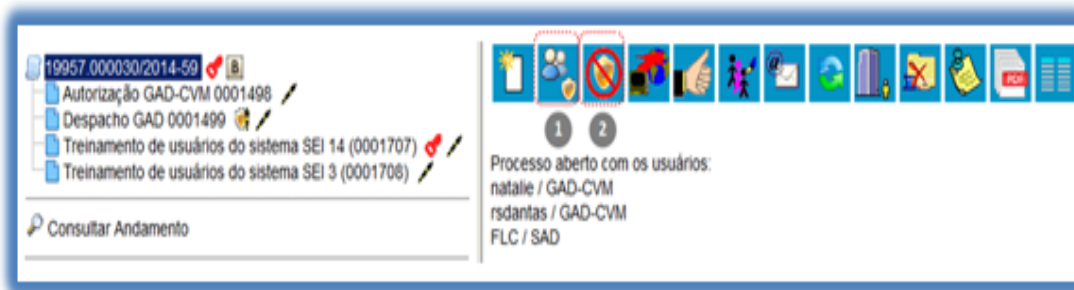 19957.000030/2014-59 B
Autorização GAD-CVM 0001498
Despacho GAD 0001499
Treinamento de usuários do sistema SEI 14 (0001707)
Treinamento de usuários do sistema SEI 3 (0001708)
Consultar Andamento
1 2
PDF
Processo aberto com os usuários:
natalie / GAD-CVM
rsdantas / GAD-CVM
FLC / SAD